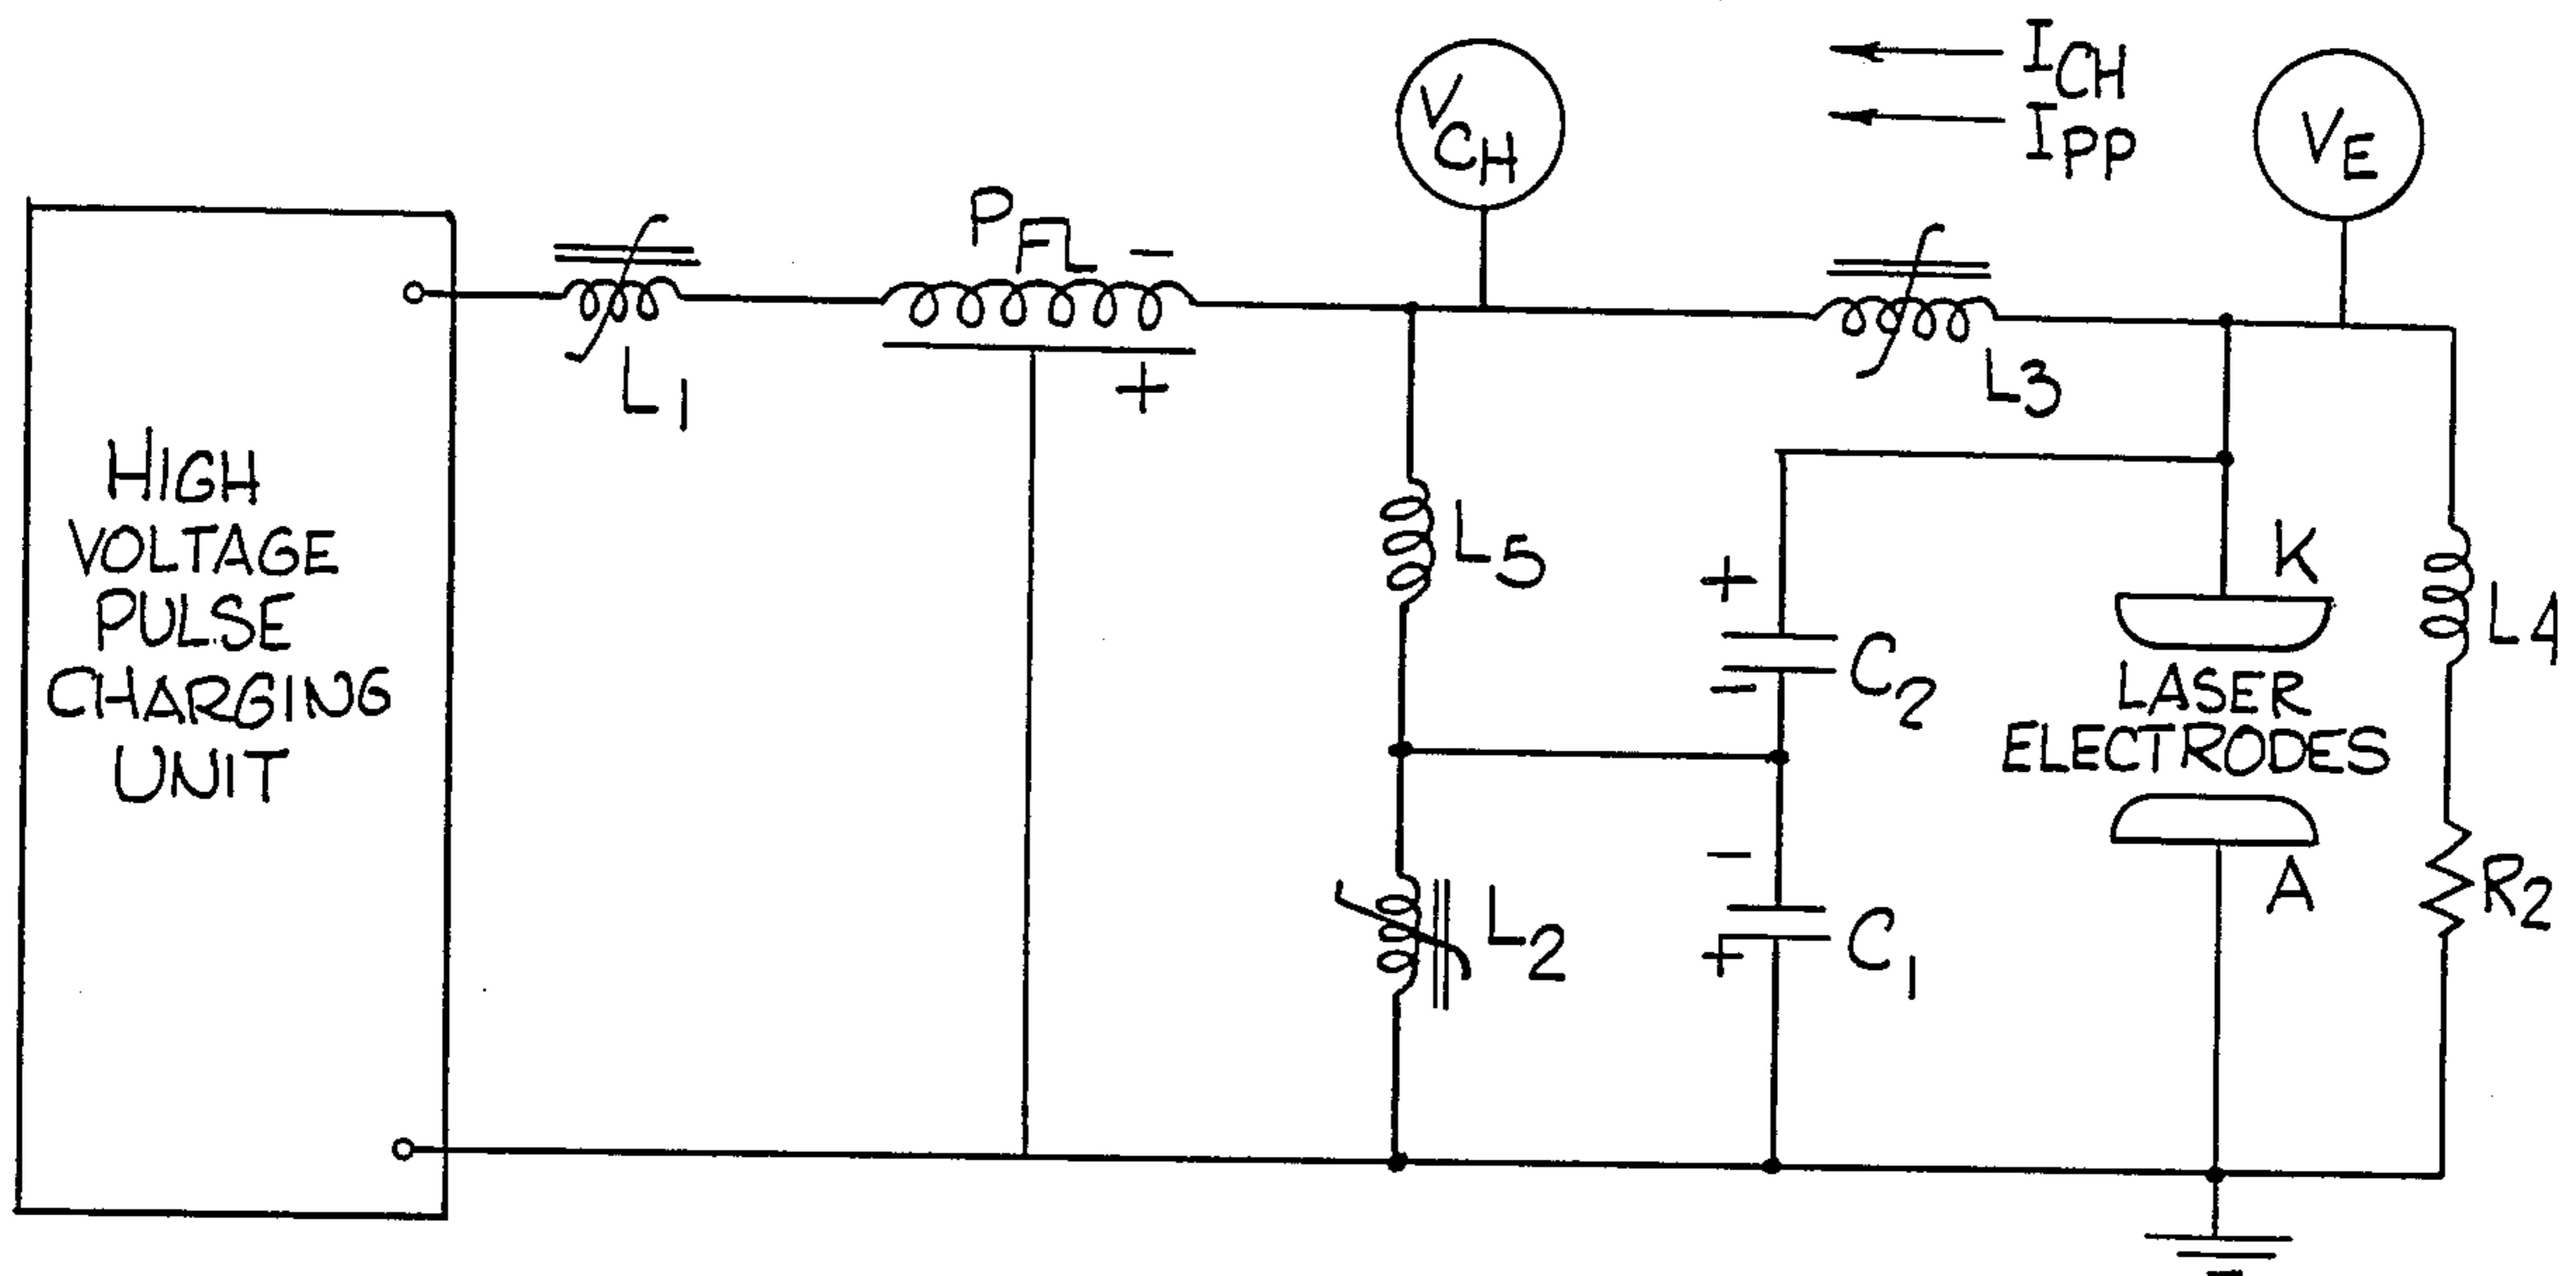 HIGH
VOLTAGE
PULSE
CHARGING
UNIT
L1
PFL
-
+
VCH
ICH
IPP
VE
L3
L5
+
C2
-
K
LASER
ELECTRODES
A
L4
L2
-
C1
+
R2